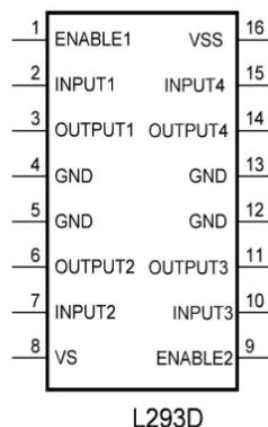 1 ENABLE1 VSS 16
2 INPUT1 INPUT4 15
3 OUTPUT1 OUTPUT4 14
4 GND GND 13
5 GND GND 12
6 OUTPUT2 OUTPUT3 11
7 INPUT2 INPUT3 10
8 VS ENABLE2 9
L293D